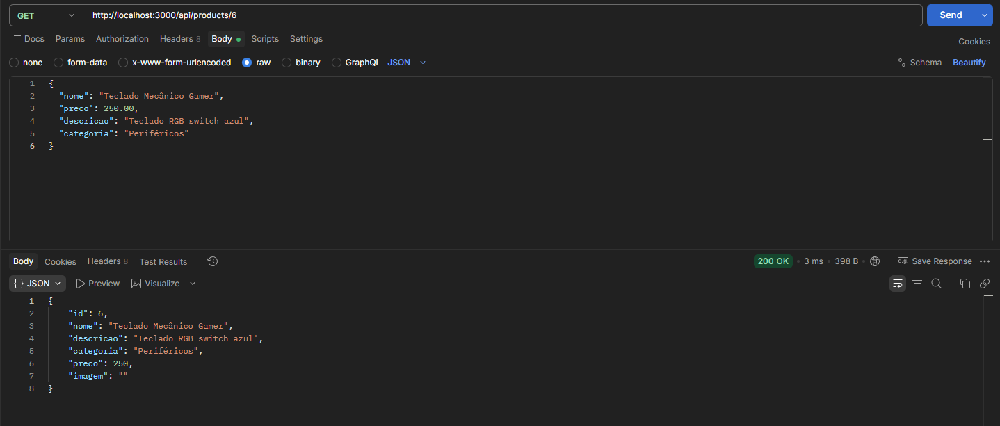 GET http://localhost:3000/api/products/6 Send
Docs Params Authorization Headers 8 Body Scripts Settings Cookies
none form-data x-www-form-urlencoded raw binary GraphQL JSON Schema Beautify
1 {
2 "nome": "Teclado Mecânico Gamer",
3 "preco": 250.00,
4 "descricao": "Teclado RGB switch azul",
5 "categoria": "Periféricos"
6 }
Body Cookies Headers 8 Test Results 200 OK • 3 ms • 398 B • e.g. Save Response
{} JSON Preview Visualize
1 {
2 "id": 6,
3 "nome": "Teclado Mecânico Gamer",
4 "descricao": "Teclado RGB switch azul",
5 "categoria": "Periféricos",
6 "preco": 250,
7 "imagem": ""
8 }